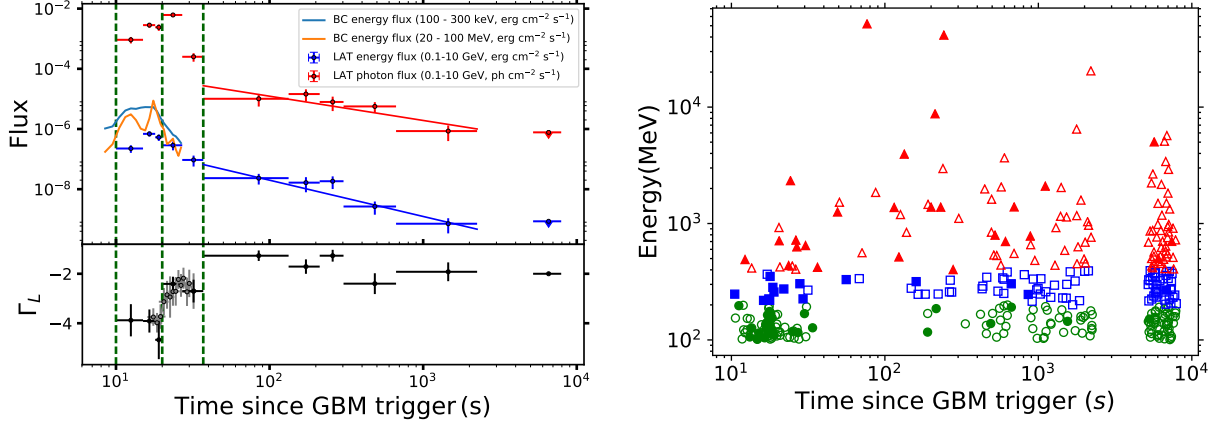 10⁻²
10⁻⁴
10⁻⁶
10⁻⁸
Flux
BC energy flux (100 - 300 keV, erg cm⁻² s⁻¹)
BC energy flux (20 - 100 MeV, erg cm⁻² s⁻¹)
LAT energy flux (0.1-10 GeV, erg cm⁻² s⁻¹)
LAT photon flux (0.1-10 GeV, ph cm⁻² s⁻¹)
−2
−4
Γ_L
10¹
10²
10³
10⁴
Time since GBM trigger (s)
10⁴
10³
10²
Energy(MeV)
10¹
10²
10³
10⁴
Time since GBM trigger (s)